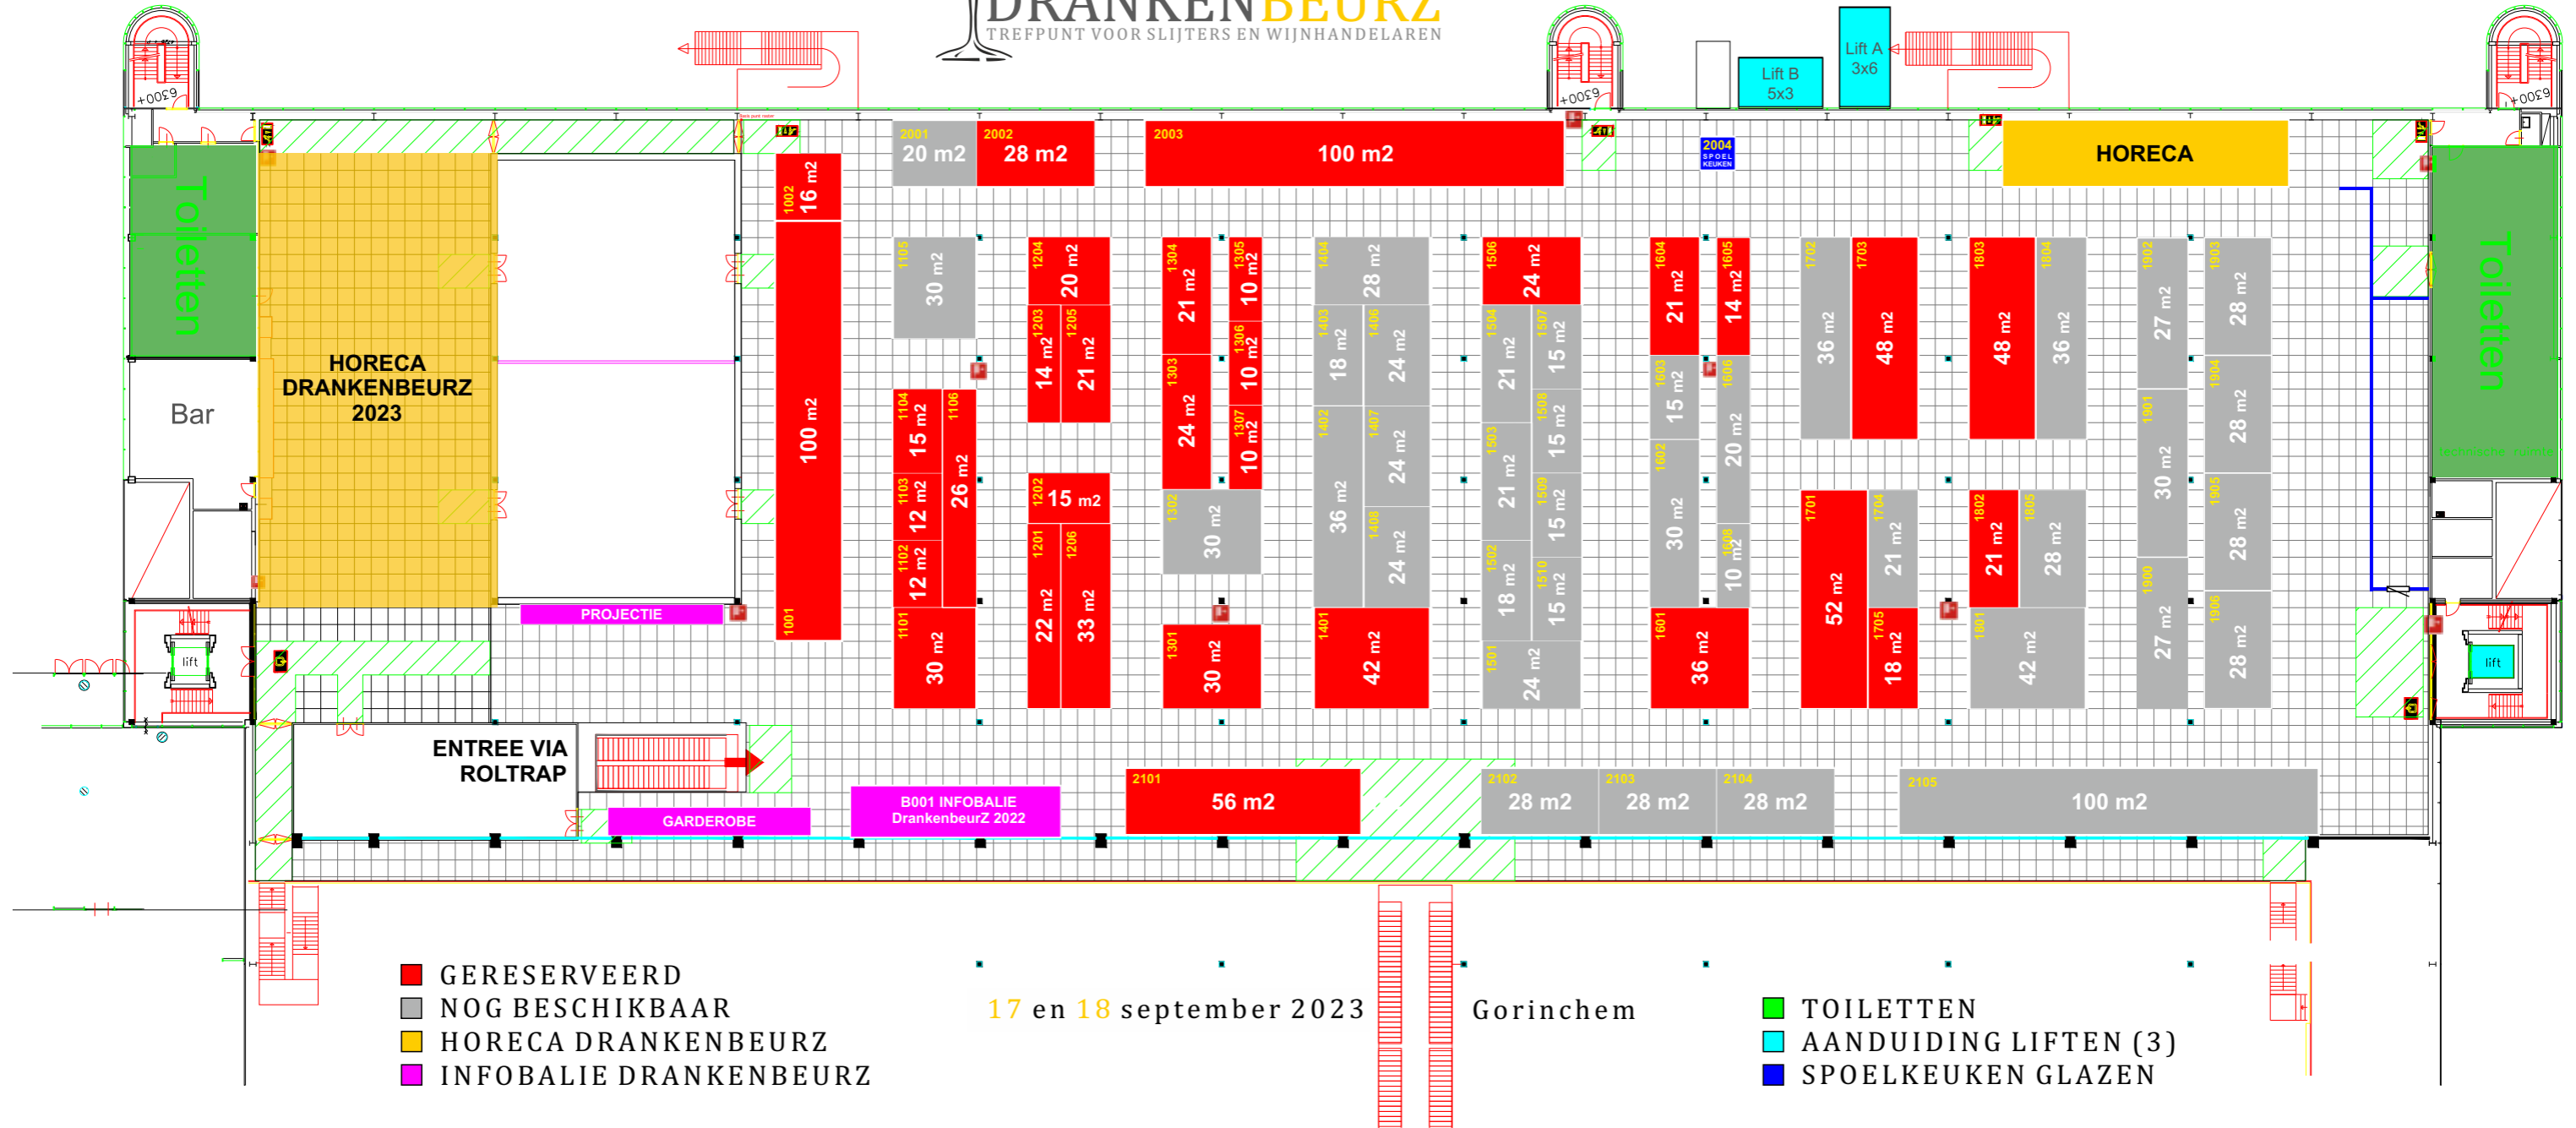 DRANKENBEURZ
TREFPUNT VOOR SLIJTERS EN WIJNHANDELAREN
6300+
6300+
6300+
Lift B
5x3
Lift A
3x6
2001
20 m2
2002
28 m2
2003
100 m2
2004
SPOEL
KEUKEN
HORECA
Toiletten
Toiletten
HORECA
DRANKENBEURZ
2023
Bar
lift
lift
PROJECTIE
ENTREE VIA
ROLTRAP
GARDEROBE
B001 INFOBALIE
DrankenbeurZ 2022
1002
16 m2
1001
100 m2
1105
30 m2
1104
15 m2
1106
26 m2
1103
12 m2
1102
12 m2
1101
30 m2
1204
20 m2
1203
14 m2
1205
21 m2
1202
15 m2
1201
22 m2
1206
33 m2
1304
21 m2
1305
10 m2
1306
10 m2
1303
24 m2
1307
10 m2
1302
30 m2
1301
30 m2
1404
28 m2
1403
18 m2
1406
24 m2
1402
36 m2
1407
24 m2
1408
24 m2
1401
42 m2
1506
24 m2
1504
21 m2
1507
15 m2
1508
15 m2
1503
21 m2
1509
15 m2
1502
18 m2
1510
15 m2
1501
24 m2
1604
21 m2
1605
14 m2
1603
15 m2
1606
20 m2
1602
30 m2
1608
10 m2
1601
36 m2
1702
36 m2
1703
48 m2
1701
52 m2
1704
21 m2
1705
18 m2
1803
48 m2
1804
36 m2
1802
21 m2
1805
28 m2
1801
42 m2
1902
27 m2
1903
28 m2
1901
30 m2
1904
28 m2
1905
28 m2
1900
27 m2
1906
28 m2
2101
56 m2
2102
28 m2
2103
28 m2
2104
28 m2
2105
100 m2
GERESERVEERD
NOG BESCHIKBAAR
HORECA DRANKENBEURZ
INFOBALIE DRANKENBEURZ
17 en 18 september 2023
Gorinchem
TOILETTEN
AANDUIDING LIFTEN (3)
SPOELKEUKEN GLAZEN